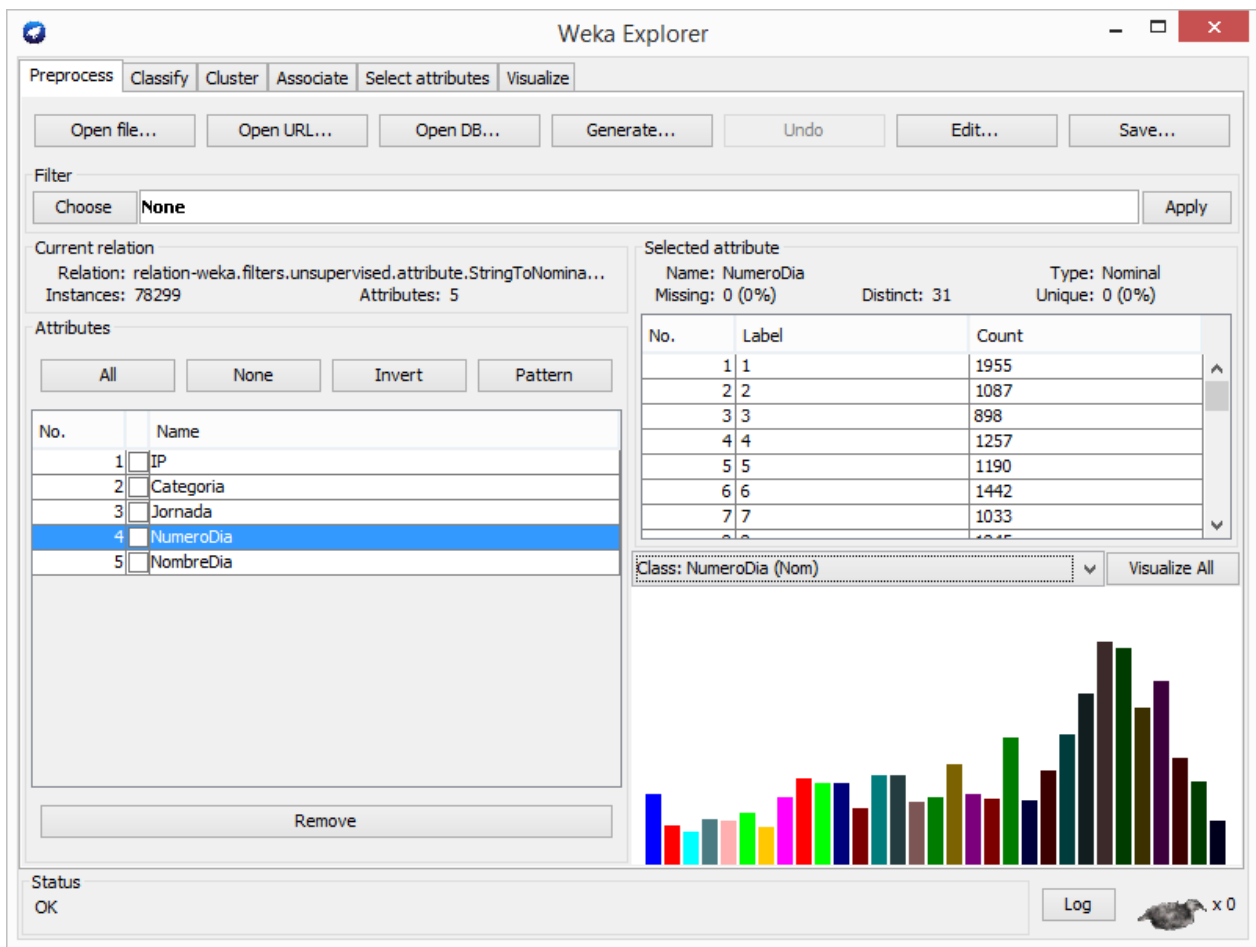 Weka Explorer
Preprocess Classify Cluster Associate Select attributes Visualize
Open file... Open URL... Open DB... Generate... Undo Edit... Save...
Filter
Choose None Apply
Current relation
Relation: relation-weka.filters.unsupervised.attribute.StringToNomina...
Instances: 78299 Attributes: 5
Attributes
All None Invert Pattern
No. Name
1 IP
2 Categoria
3 Jornada
4 NumeroDia
5 NombreDia
Remove
Selected attribute
Name: NumeroDia Type: Nominal
Missing: 0 (0%) Distinct: 31 Unique: 0 (0%)
No. Label Count
1 1 1955
2 2 1087
3 3 898
4 4 1257
5 5 1190
6 6 1442
7 7 1033
Class: NumeroDia (Nom) Visualize All
Status
OK
Log x 0